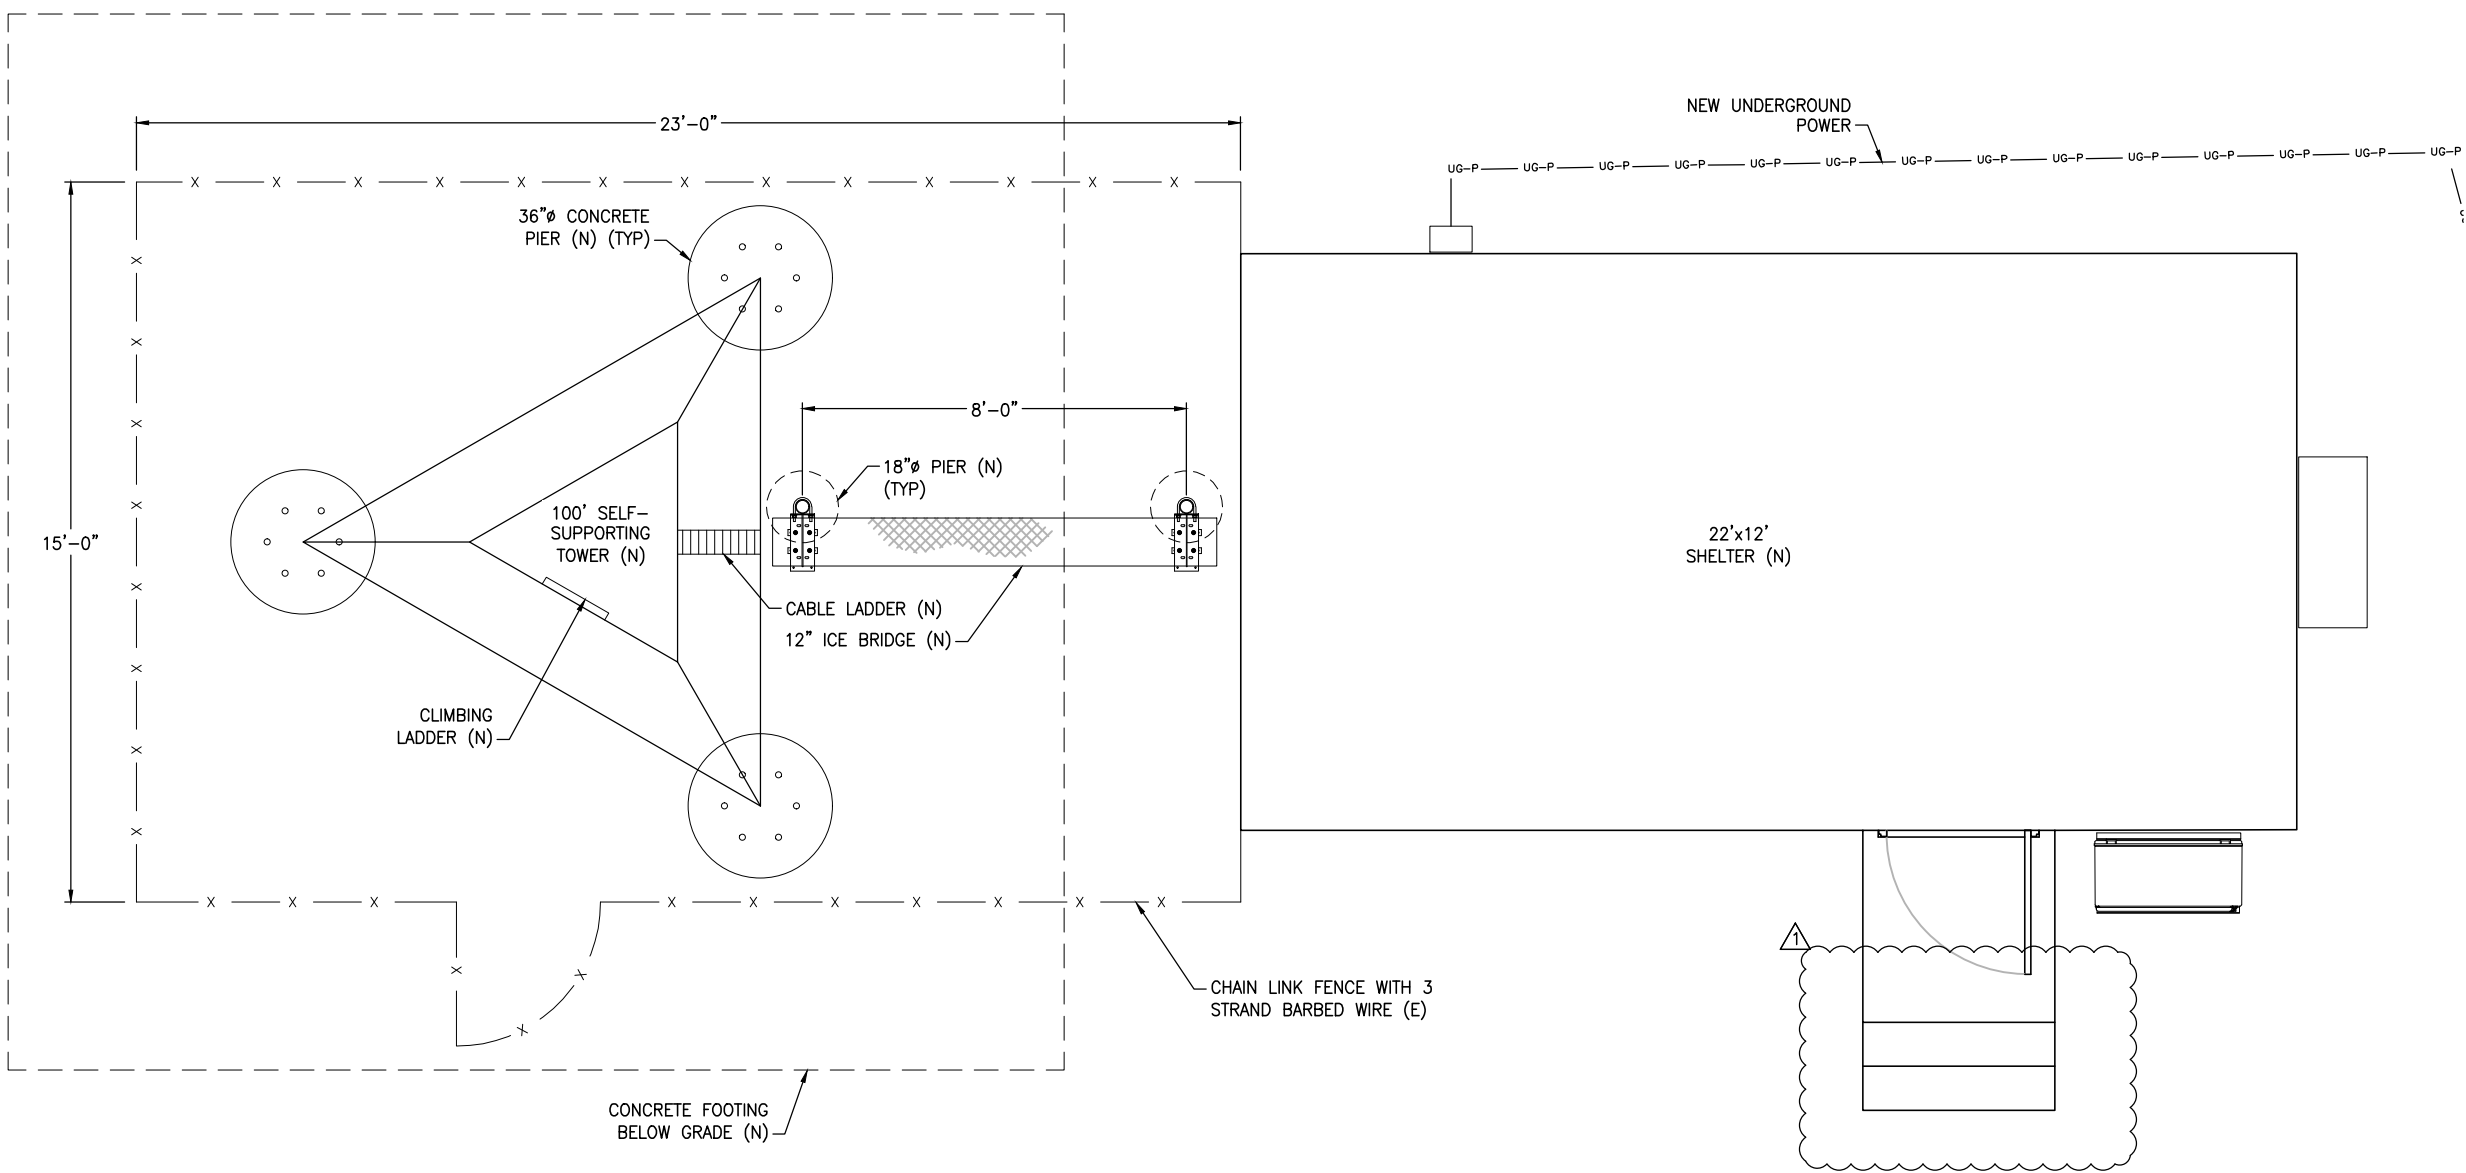 23'-0"
NEW UNDERGROUND
POWER
UG-P UG-P UG-P UG-P UG-P UG-P UG-P UG-P UG-P UG-P UG-P UG-P UG-P UG-P
X X X X X X X X X X X X X
36"ø CONCRETE
PIER (N) (TYP)
X
X
X
X
X
X
X
X
8'-0"
18"ø PIER (N)
(TYP)
15'-0"
100' SELF-
SUPPORTING
TOWER (N)
22'x12'
SHELTER (N)
CABLE LADDER (N)
12" ICE BRIDGE (N)
CLIMBING
LADDER (N)
X X X X X X X X X X
X X
X
1
CHAIN LINK FENCE WITH 3
STRAND BARBED WIRE (E)
CONCRETE FOOTING
BELOW GRADE (N)